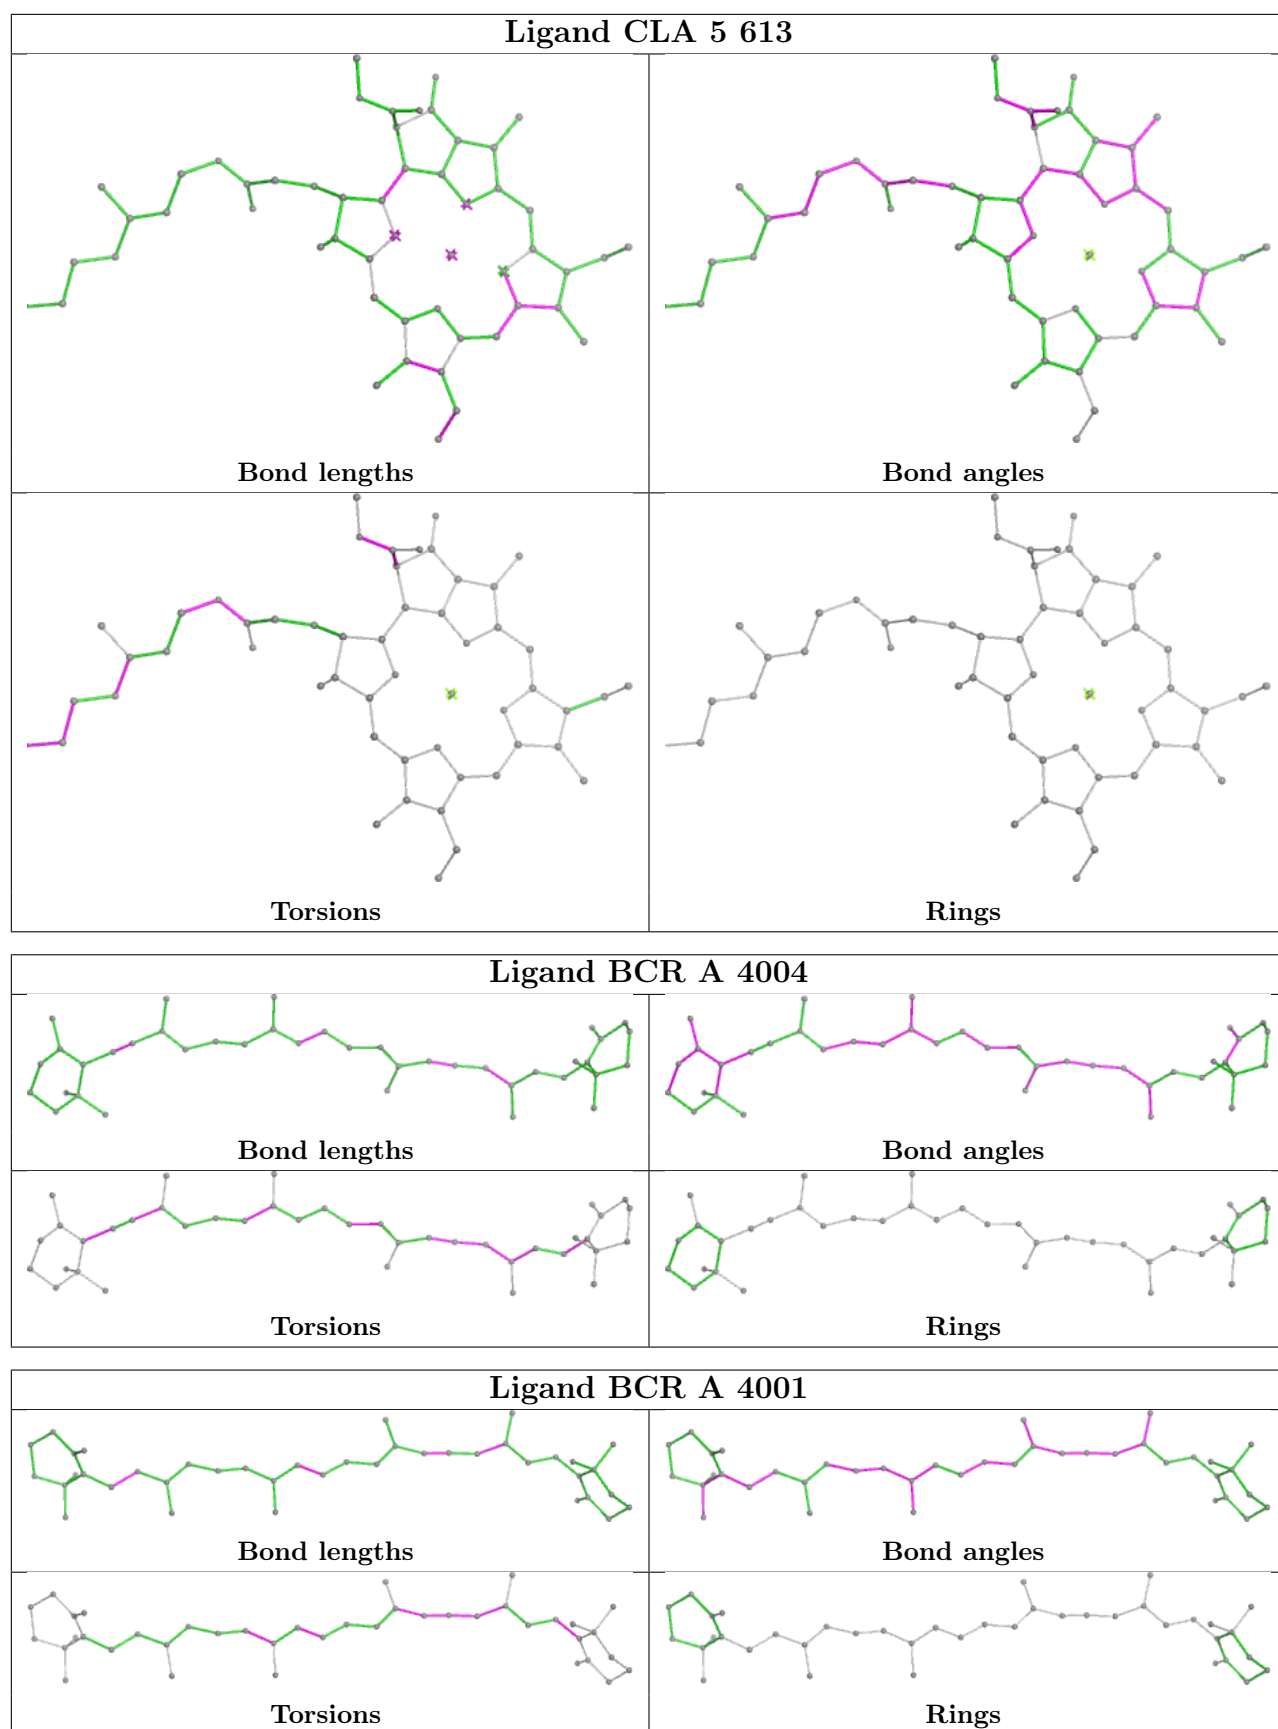 Ligand CLA 5 613
Bond lengths
Bond angles
Torsions
Rings
Ligand BCR A 4004
Bond lengths
Bond angles
Torsions
Rings
Ligand BCR A 4001
Bond lengths
Bond angles
Torsions
Rings